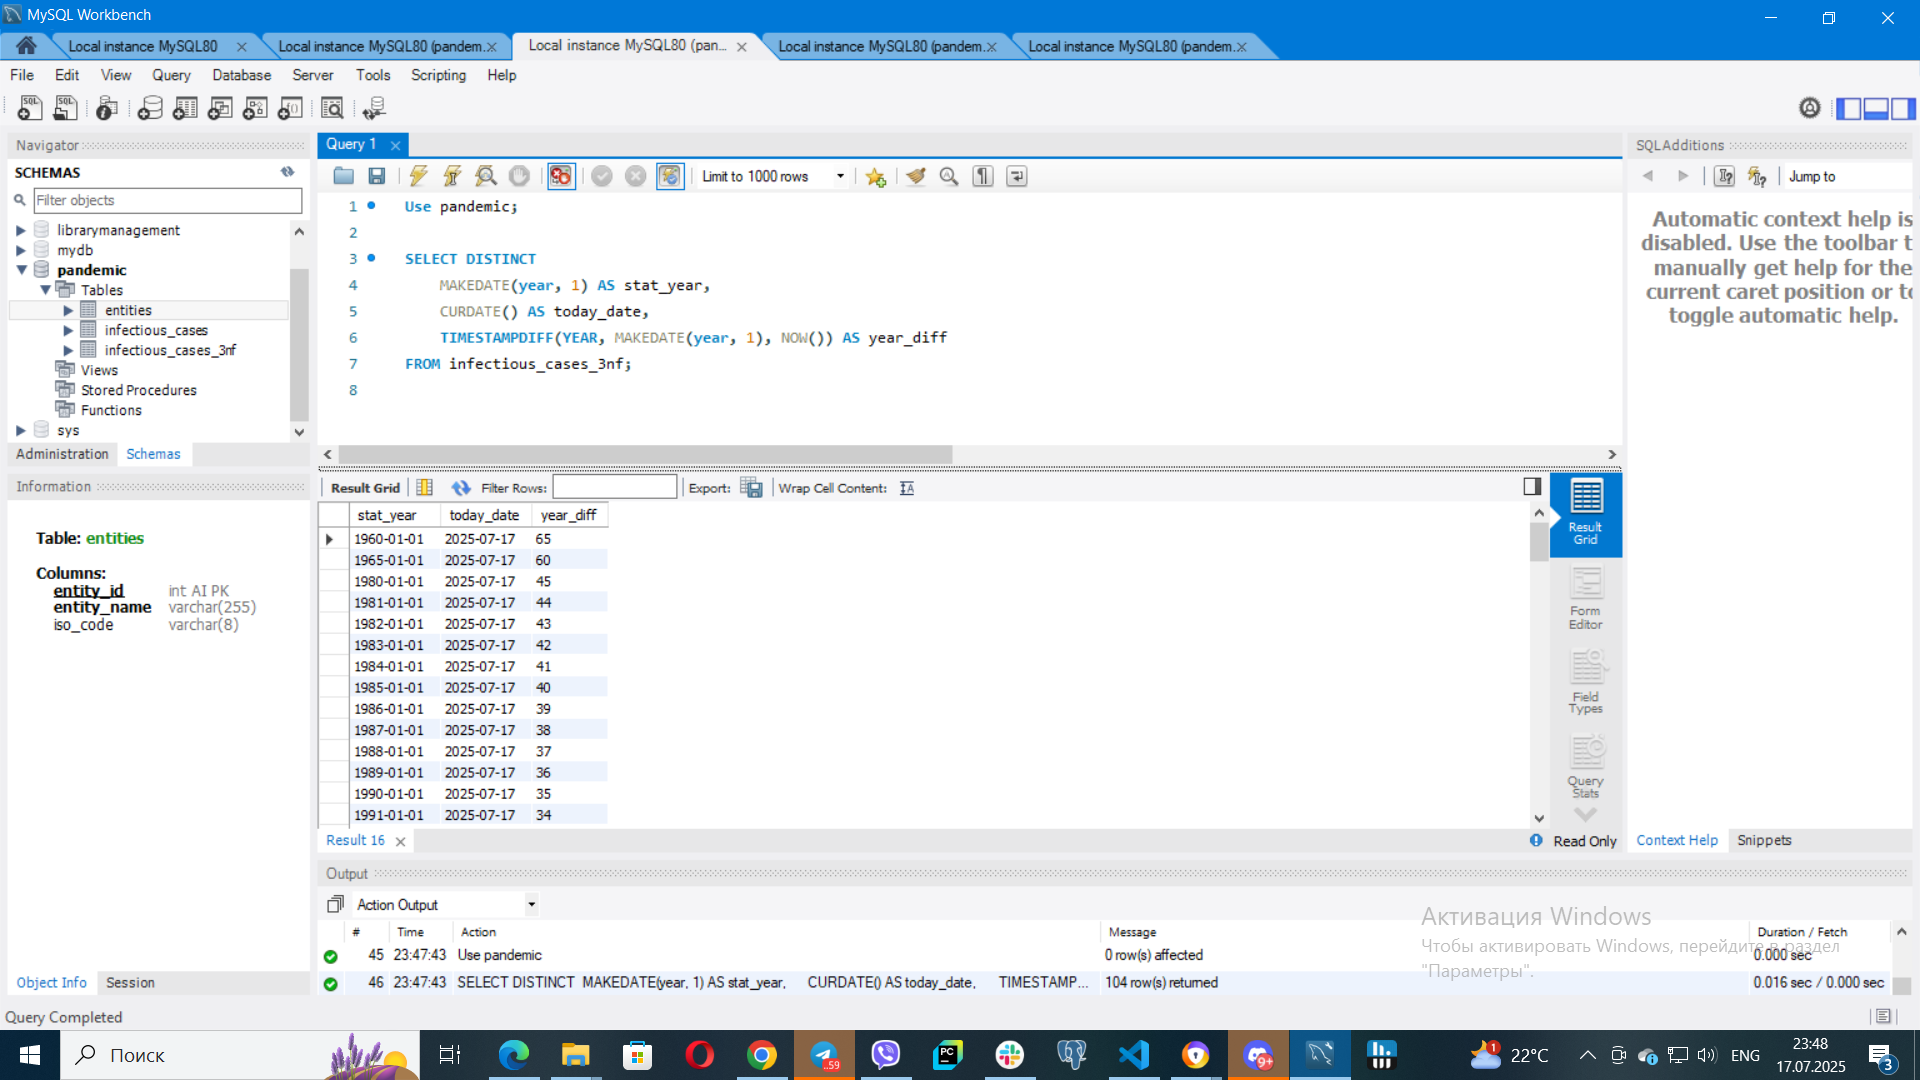 MySQL Workbench
Local instance MySQL80
Local instance MySQL80 (pandem.
Local instance MySQL80 (pan...
Local instance MySQL80 (pandem.
Local instance MySQL80 (pandem.
File Edit View Query Database Server Tools Scripting Help
Navigator
SCHEMAS
Filter objects
librarymanagement
mydb
pandemic
Tables
entities
infectious_cases
infectious_cases_3nf
Views
Stored Procedures
Functions
sys
Administration Schemas
Information
Table: entities
Columns:
entity_id int AI PK
entity_name varchar(255)
iso_code varchar(8)
Object Info Session
Query 1
Limit to 1000 rows
1 Use pandemic;
2
3 SELECT DISTINCT
4 MAKEDATE(year, 1) AS stat_year,
5 CURDATE() AS today_date,
6 TIMESTAMPDIFF(YEAR, MAKEDATE(year, 1), NOW()) AS year_diff
7 FROM infectious_cases_3nf;
8
Result Grid Filter Rows: Export: Wrap Cell Content:
stat_year today_date year_diff
1960-01-01 2025-07-17 65
1965-01-01 2025-07-17 60
1980-01-01 2025-07-17 45
1981-01-01 2025-07-17 44
1982-01-01 2025-07-17 43
1983-01-01 2025-07-17 42
1984-01-01 2025-07-17 41
1985-01-01 2025-07-17 40
1986-01-01 2025-07-17 39
1987-01-01 2025-07-17 38
1988-01-01 2025-07-17 37
1989-01-01 2025-07-17 36
1990-01-01 2025-07-17 35
1991-01-01 2025-07-17 34
Result Grid
Form Editor
Field Types
Query Stats
Result 16
Read Only
SQLAdditions
Jump to
Automatic context help is
disabled. Use the toolbar t
manually get help for the
current caret position or to
toggle automatic help.
Context Help Snippets
Output
Action Output
# Time Action Message Duration / Fetch
45 23:47:43 Use pandemic 0 row(s) affected 0.000 sec
46 23:47:43 SELECT DISTINCT MAKEDATE(year, 1) AS stat_year, CURDATE() AS today_date, TIMESTAMP... 104 row(s) returned 0.016 sec / 0.000 sec
Активация Windows
Чтобы активировать Windows, перейдите в раздел
"Параметры".
Query Completed
Поиск
PC
..59
9+
1
22°C
ENG
23:48
17.07.2025
3